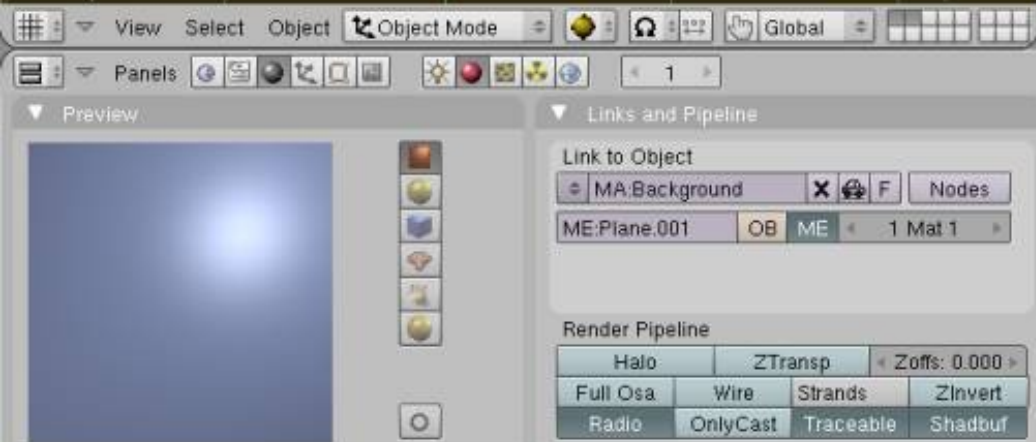 View Select Object Object Mode Global
Panels 1
Preview
Links and Pipeline
Link to Object
MA:Background F Nodes
ME:Plane.001 OB ME 1 Mat 1
Render Pipeline
Halo ZTransp Zoffs: 0.000
Full Osa Wire Strands ZInvert
Radio OnlyCast Traceable Shadbuf